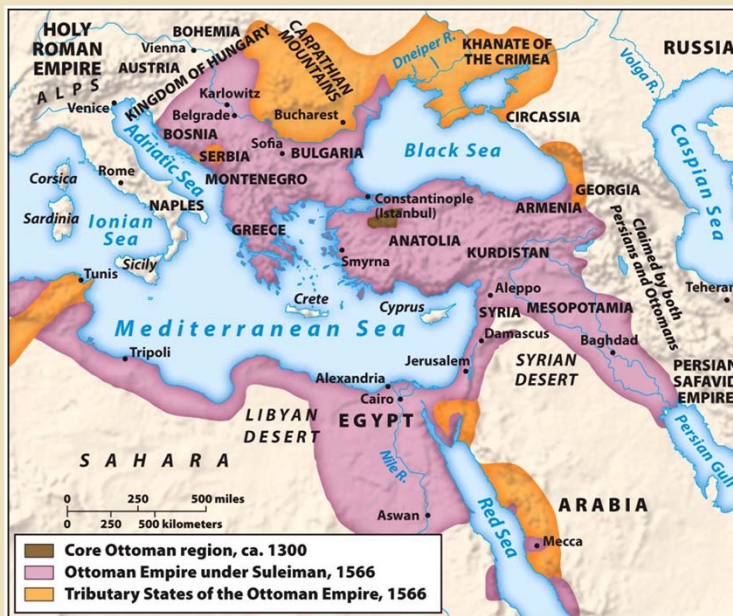 HOLY
ROMAN
EMPIRE
BOHEMIA
Vienna
AUSTRIA
ALPS
Venice
KINGDOM OF HUNGARY
CARPATHIAN
MOUNTAINS
Dneiper R.
KHANATE OF
THE CRIMEA
RUSSIA
Volga R.
Karlowitz
Belgrade
Bucharest
BOSNIA
Adriatic Sea
SERBIA
Sofia
BULGARIA
MONTENEGRO
Black Sea
CIRCASSIA
Caspian Sea
Corsica
Rome
Sardinia
NAPLES
Ionian
Sea
Sicily
GREECE
Constantinople
(Istanbul)
ANATOLIA
Smyrna
GEORGIA
ARMENIA
KURDISTAN
Claimed by both
Persians and Ottomans
Teheran
Tunis
Crete
Cyprus
Aleppo
SYRIA
MESOPOTAMIA
Mediterranean Sea
Damascus
Baghdad
Tripoli
Jerusalem
SYRIAN
DESERT
PERSIAN
SAFAVID
EMPIRE
Alexandria
Cairo
LIBYAN
DESERT
EGYPT
Persian Gulf
SAHARA
Nile R.
Red Sea
ARABIA
Aswan
Mecca
0 250 500 miles
0 250 500 kilometers
Core Ottoman region, ca. 1300
Ottoman Empire under Suleiman, 1566
Tributary States of the Ottoman Empire, 1566